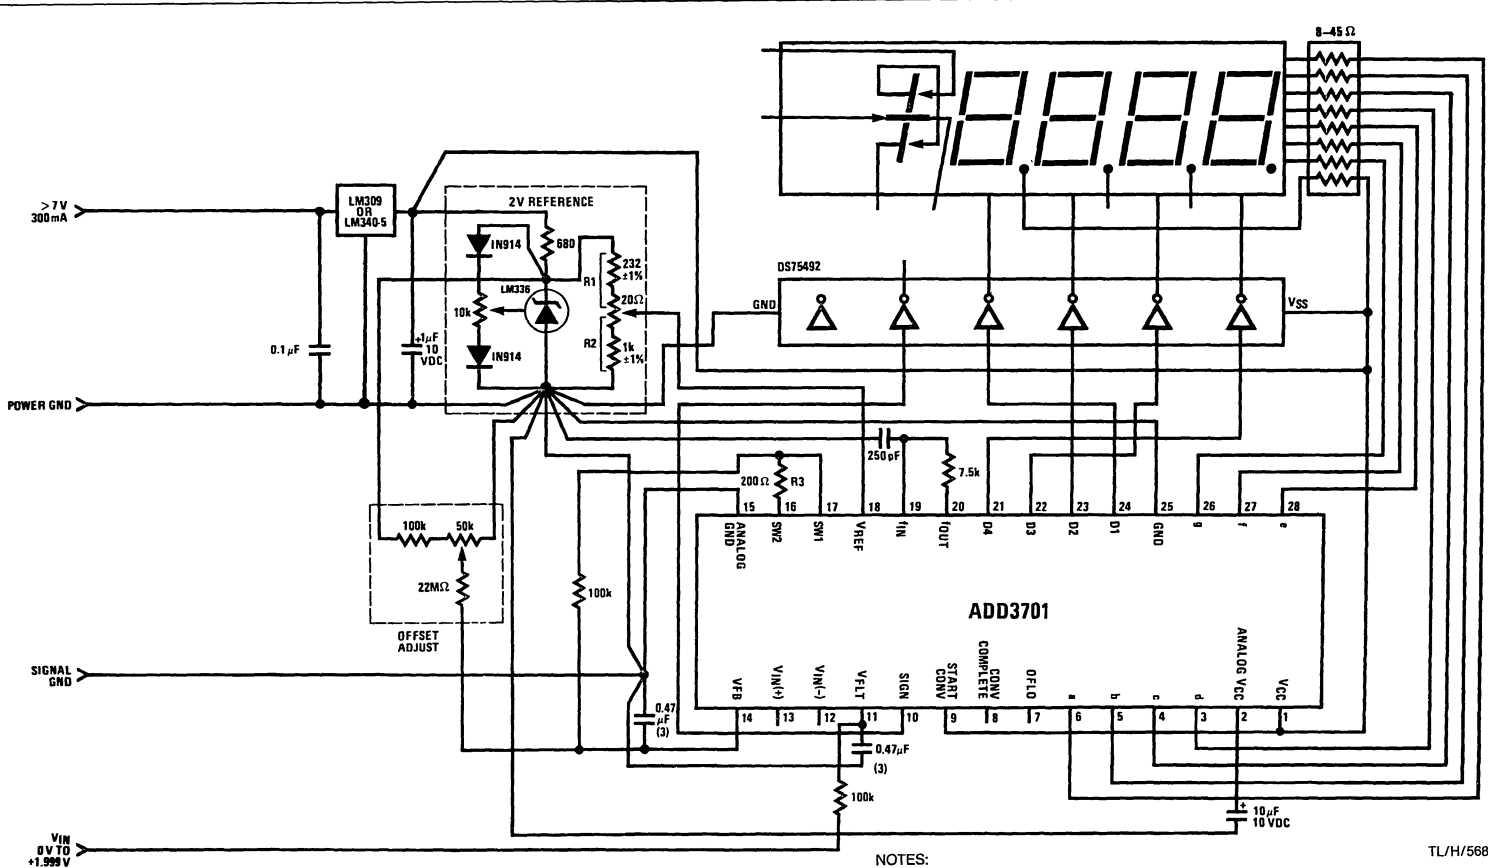 8–45 Ω
>7V
300mA
LM309
OR
LM340-5
2V REFERENCE
IN914
680
232
±1%
R1
LM336
20Ω
10k
R2
1k
±1%
IN914
0.1 µF
+1µF
10
VDC
POWER GND
DS75492
GND
VSS
250 pF
7.5k
200 Ω
R3
15
16
17
18
19
20
21
22
23
24
25
26
27
28
ANALOG
GND
SW2
SW1
VREF
fIN
fOUT
D4
D3
D2
D1
GND
g
f
e
100k
50k
22MΩ
OFFSET
ADJUST
100k
ADD3701
SIGNAL
GND
VFB
VIN(+)
VIN(–)
VFLT
SIGN
START
CONV
CONV
COMPLETE
OFLO
a
b
c
d
ANALOG VCC
VCC
14
13
12
11
10
9
8
7
6
5
4
3
2
1
0.47
µF
(3)
0.47µF
(3)
100k
+
10µF
10 VDC
VIN
0V TO
+1.999V
NOTES:
TL/H/568